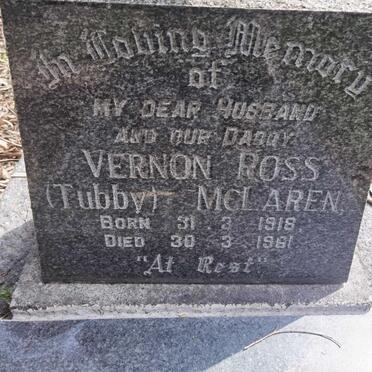 In Loving Memory
of
MY DEAR HUSBAND
AND OUR DADDY
VERNON ROSS
(Tubby) McLAREN
BORN 31 3 1918
DIED 30 3 1961
"At Rest"